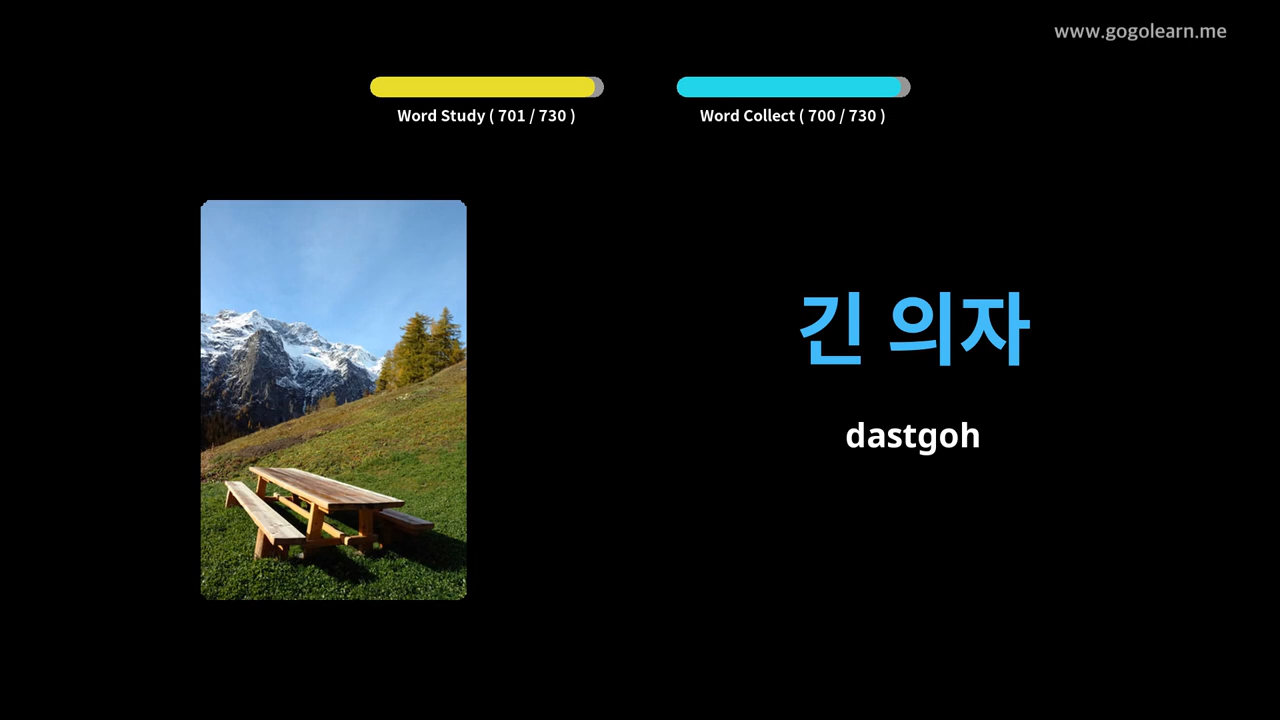 www.gogolearn.me
Word Study ( 701 / 730 )
Word Collect ( 700 / 730 )
긴 의자
dastgoh